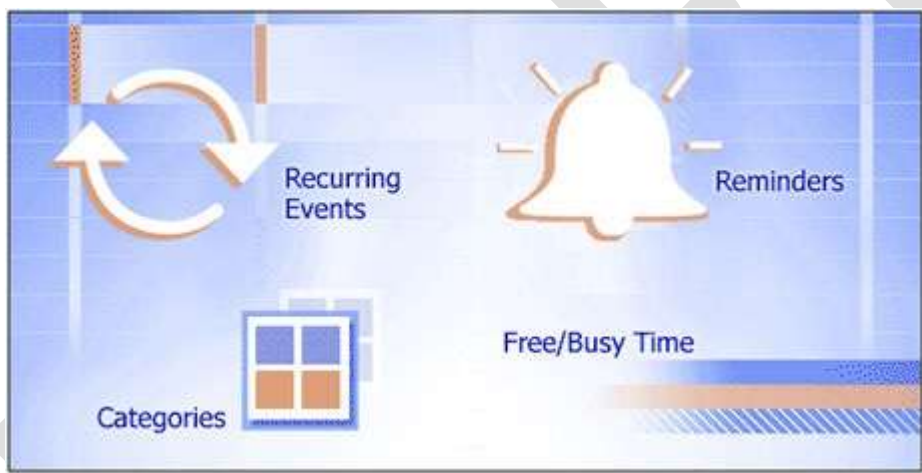 Recurring
Events
Reminders
Free/Busy Time
Categories